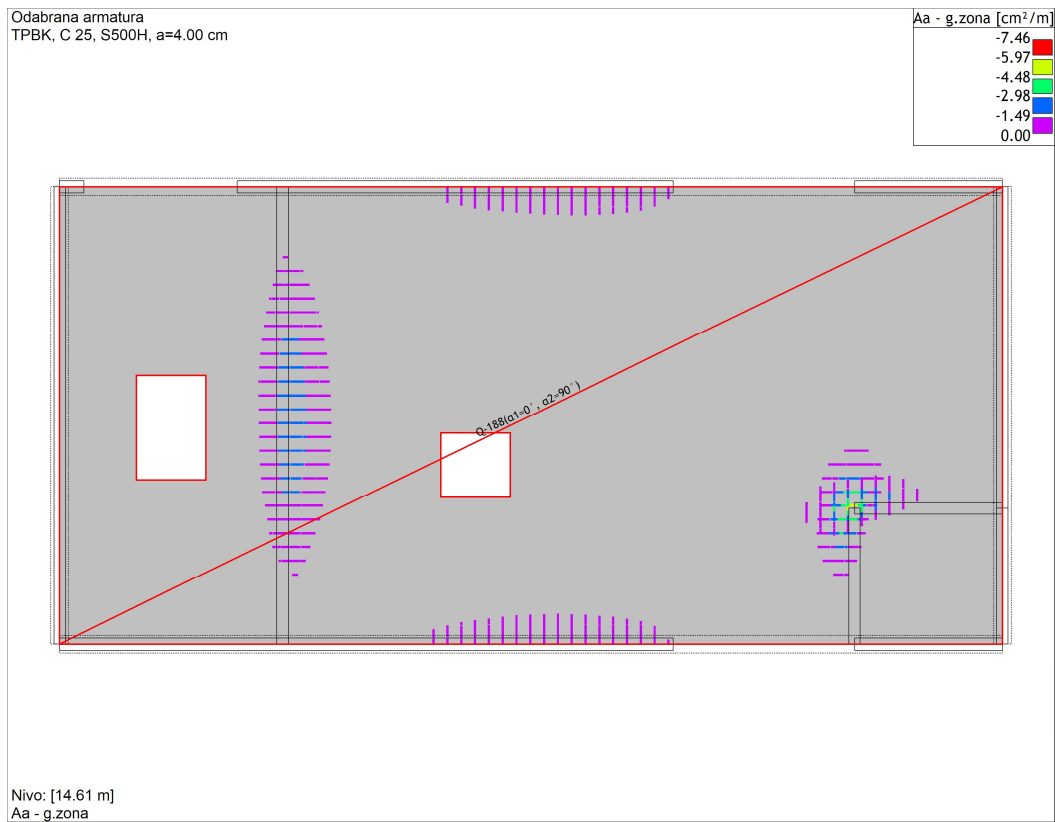 Odabrana armatura
TPBK, C 25, S500H, a=4.00 cm
Aa - g.zona [cm²/m]
-7.46
-5.97
-4.48
-2.98
-1.49
0.00
Q-188(α1=0°, α2=90°)
Nivo: [14.61 m]
Aa - g.zona